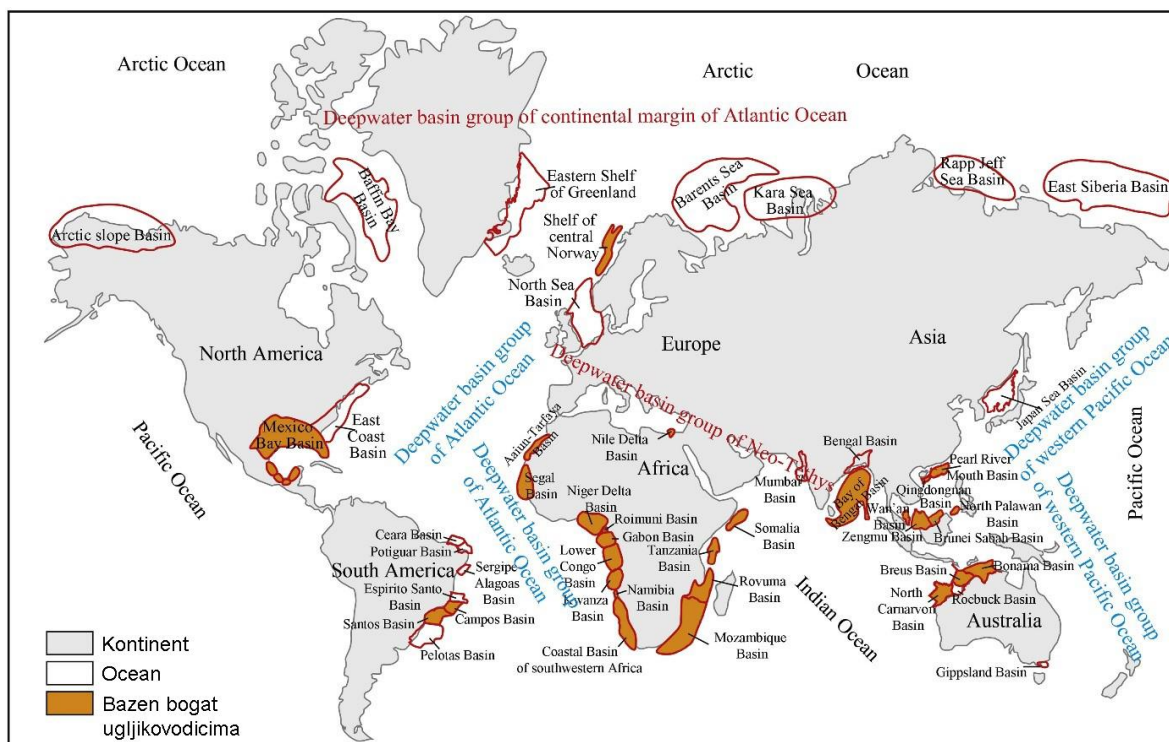 Arctic Ocean
Arctic Ocean
Deepwater basin group of continental margin of Atlantic Ocean
Baffin Bay
Basin
Eastern Shelf
of Greenland
Barents Sea
Basin
Kara Sea
Basin
Rapp Jeff
Sea Basin
East Siberia Basin
Arctic slope Basin
Shelf of
central
Norway
North Sea
Basin
North America
Europe
Asia
Deepwater basin group
of Atlantic Ocean
Deepwater basin group of Neo-Tethys
Deepwater basin group
of western Pacific Ocean
Japan Sea Basin
Mexico
Bay Basin
East
Coast
Basin
Pacific Ocean
Aaiun-Tarfaya
Basin
Nile Delta
Basin
Africa
Bengal Basin
Mumbar
Basin
Bay of
Bengal Basin
Pearl River
Mouth Basin
Qingdongnan
Basin
Wan'an
Basin
North Palawan
Basin
Zengmu Basin
Brunei Sabah Basin
Pacific Ocean
Segal
Basin
Niger Delta
Basin
Roimuni Basin
Gabon Basin
Lower
Congo
Basin
Kwanza
Basin
Namibia
Basin
Coastal Basin
of southwestern Africa
Somalia
Basin
Tanzania
Basin
Rovuma
Basin
Mozambique
Basin
Deepwater basin group
of Atlantic Ocean
Deepwater basin group
of western Pacific Ocean
Indian Ocean
Ceara Basin
Potiguar Basin
South America
Sergipe
Alagoas
Basin
Espirito Santo
Basin
Campos Basin
Santos Basin
Pelotas Basin
Breus Basin
Bonama Basin
North
Carnarvon
Basin
Rocbuck Basin
Australia
Gippsland Basin
Kontinent
Ocean
Bazen bogat
ugljikovodicima